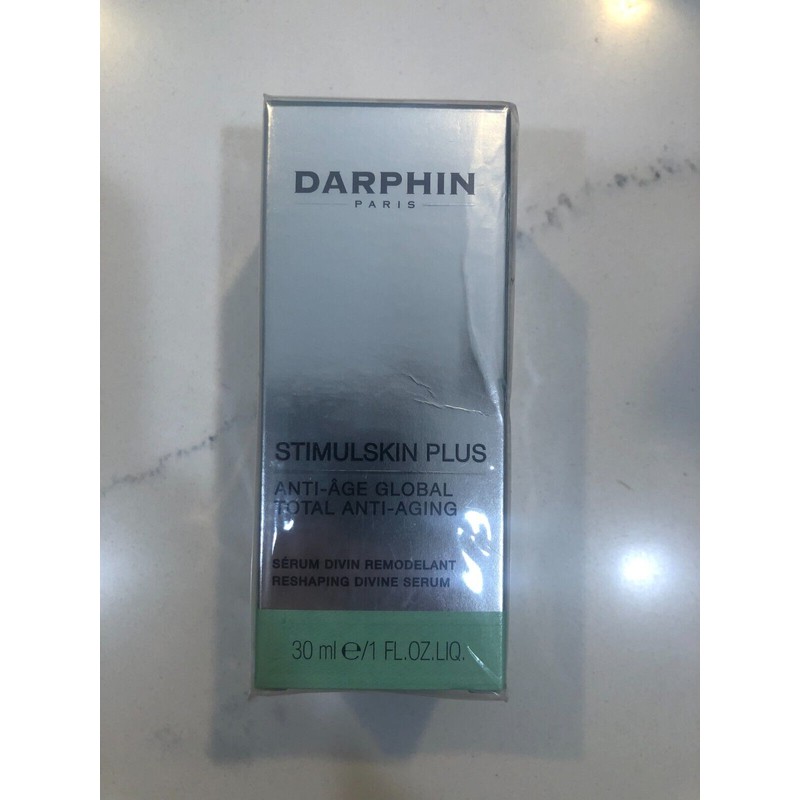 DARPHIN
PARIS
STIMULSKIN PLUS
ANTI-ÂGE GLOBAL
TOTAL ANTI-AGING
SÉRUM DIVIN REMODELANT
RESHAPING DIVINE SERUM
30 ml ℮/1 FL.OZ.LIQ.